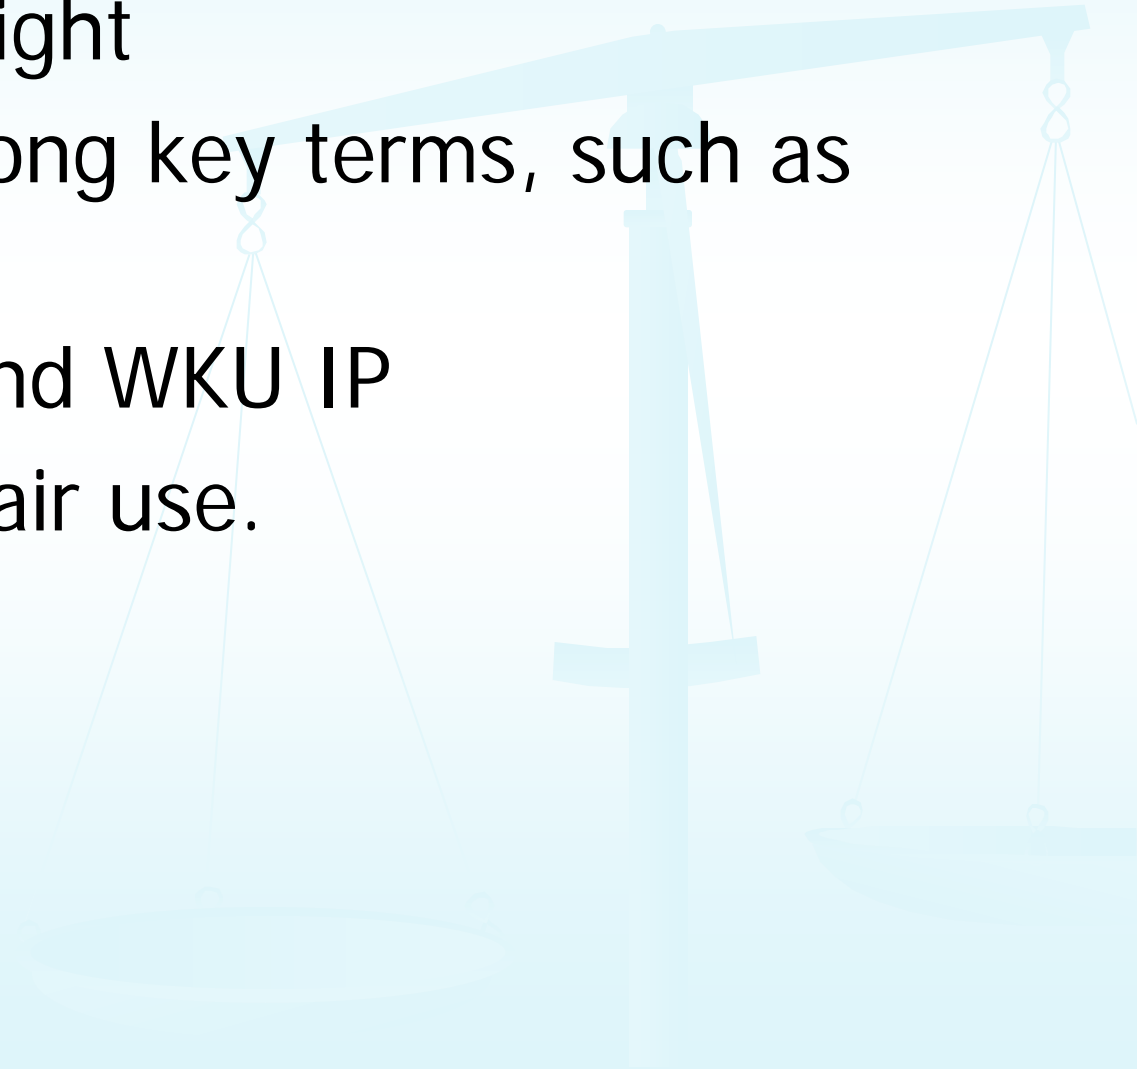 ight
ong key terms, such as
nd WKU IP
air use.